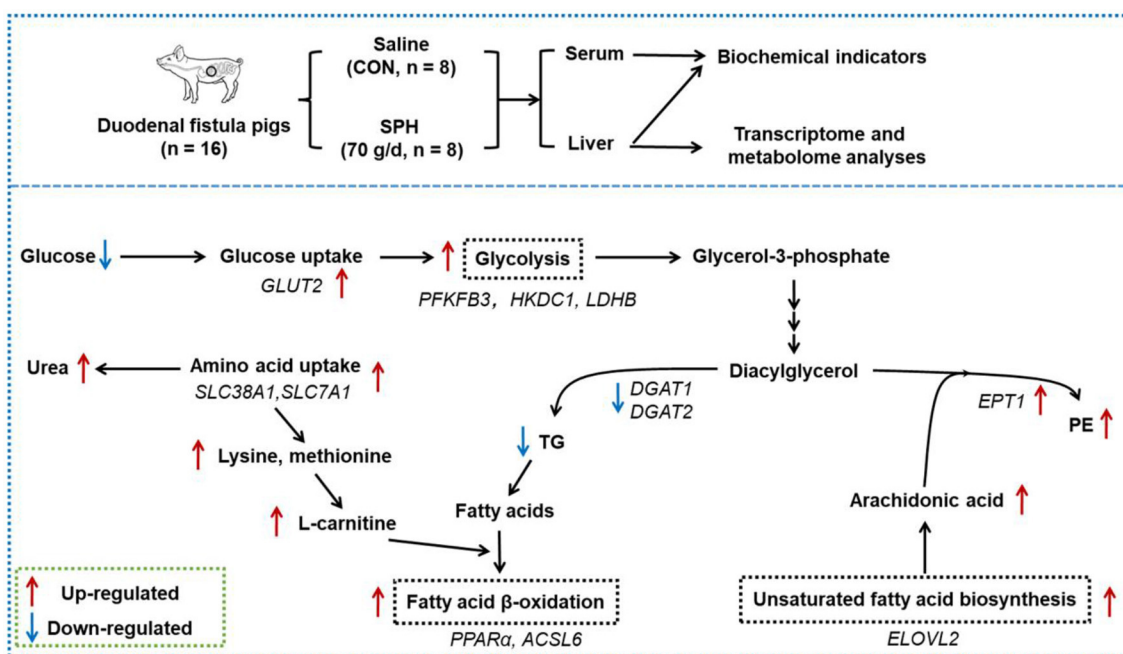 Saline
(CON, n = 8)
Serum
Biochemical indicators
Duodenal fistula pigs
(n = 16)
SPH
(70 g/d, n = 8)
Liver
Transcriptome and
metabolome analyses
Glucose
Glucose uptake
GLUT2
Glycolysis
PFKFB3, HKDC1, LDHB
Glycerol-3-phosphate
Urea
Amino acid uptake
SLC38A1,SLC7A1
Diacylglycerol
DGAT1
DGAT2
EPT1
PE
TG
Lysine, methionine
L-carnitine
Fatty acids
Arachidonic acid
Fatty acid β-oxidation
PPARα, ACSL6
Unsaturated fatty acid biosynthesis
ELOVL2
Up-regulated
Down-regulated